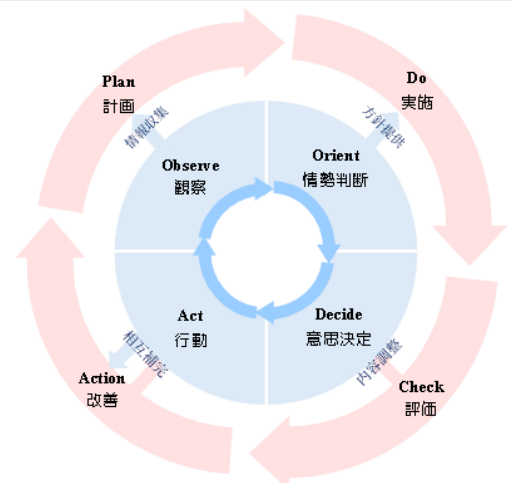 Plan
計画
Do
実施
情報収集
方針提供
Observe
観察
Orient
情勢判断
Act
行動
Decide
意思決定
相互補完
内容調整
Action
改善
Check
評価